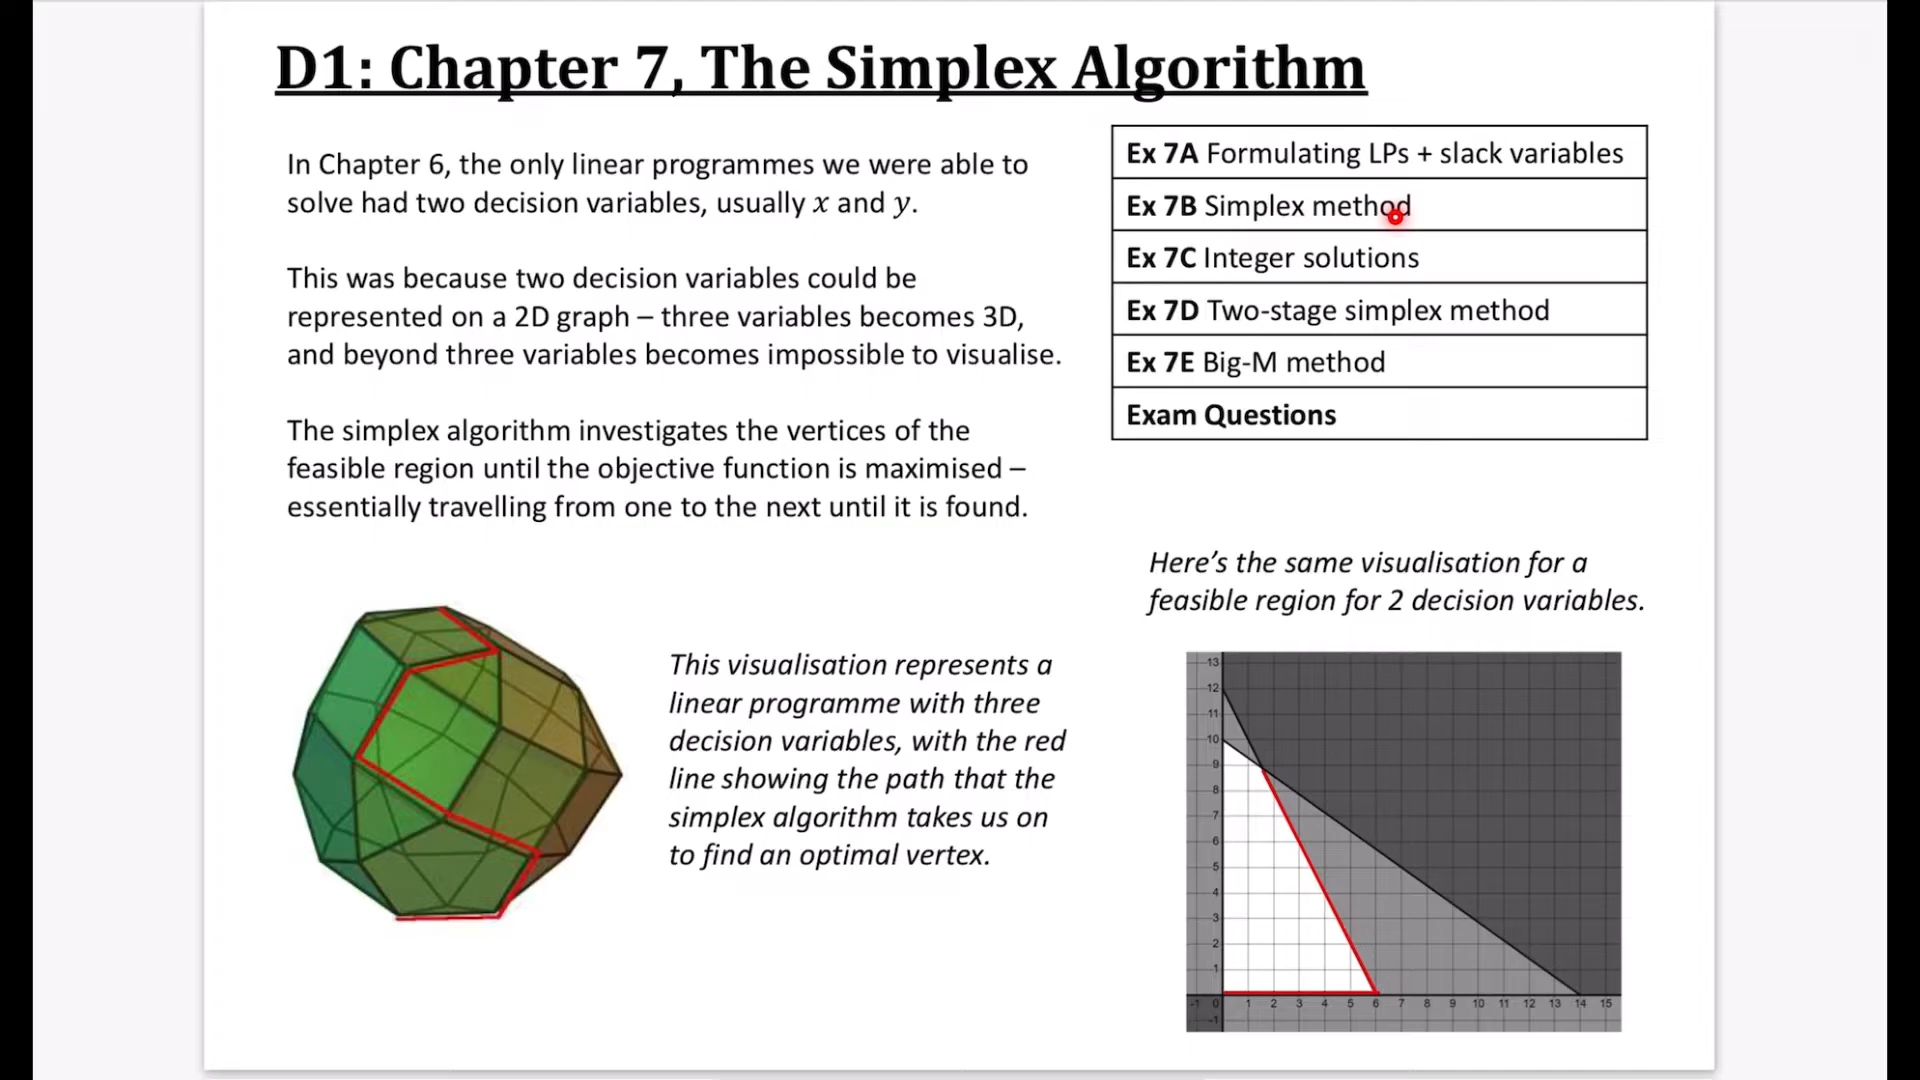 D1: Chapter 7, The Simplex Algorithm
In Chapter 6, the only linear programmes we were able to
solve had two decision variables, usually x and y.
This was because two decision variables could be
represented on a 2D graph – three variables becomes 3D,
and beyond three variables becomes impossible to visualise.
The simplex algorithm investigates the vertices of the
feasible region until the objective function is maximised –
essentially travelling from one to the next until it is found.
Ex 7A Formulating LPs + slack variables
Ex 7B Simplex method
Ex 7C Integer solutions
Ex 7D Two-stage simplex method
Ex 7E Big-M method
Exam Questions
This visualisation represents a
linear programme with three
decision variables, with the red
line showing the path that the
simplex algorithm takes us on
to find an optimal vertex.
Here’s the same visualisation for a
feasible region for 2 decision variables.
13
12
11
10
9
8
7
6
5
4
3
2
1
-1 0 1 2 3 4 5 6 7 8 9 10 11 12 13 14 15
-1